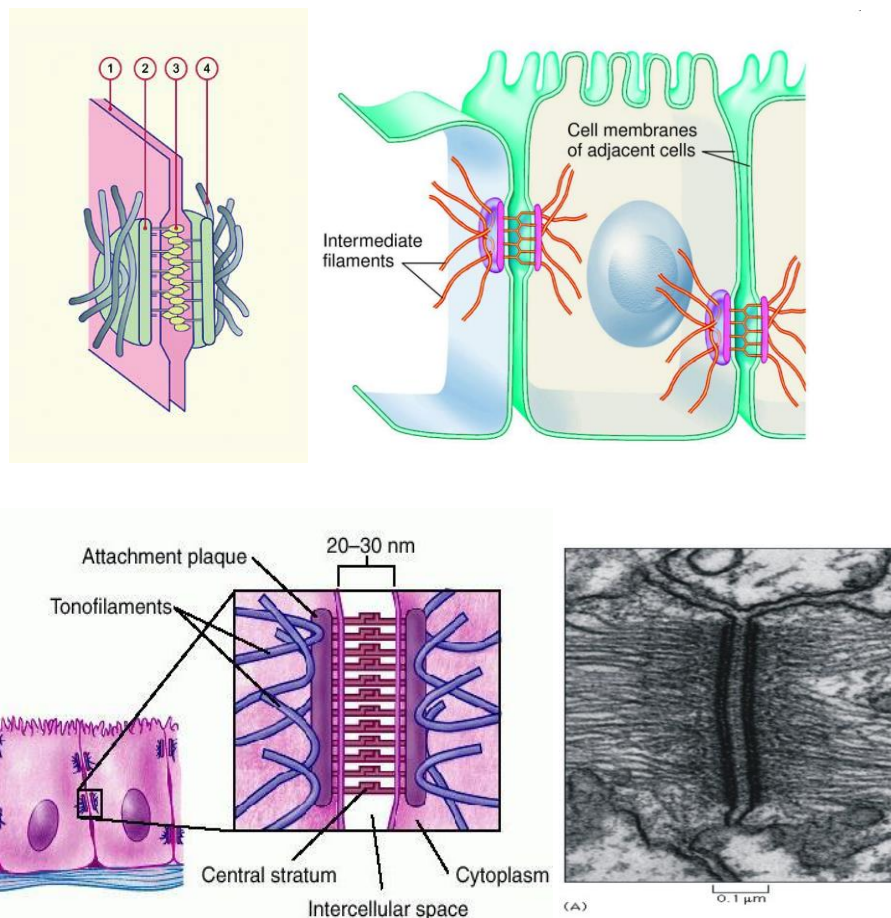 1 2 3 4
Cell membranes
of adjacent cells
Intermediate
filaments
20–30 nm
Attachment plaque
Tonofilaments
Central stratum
Cytoplasm
Intercellular space
0.1 μm
(A)